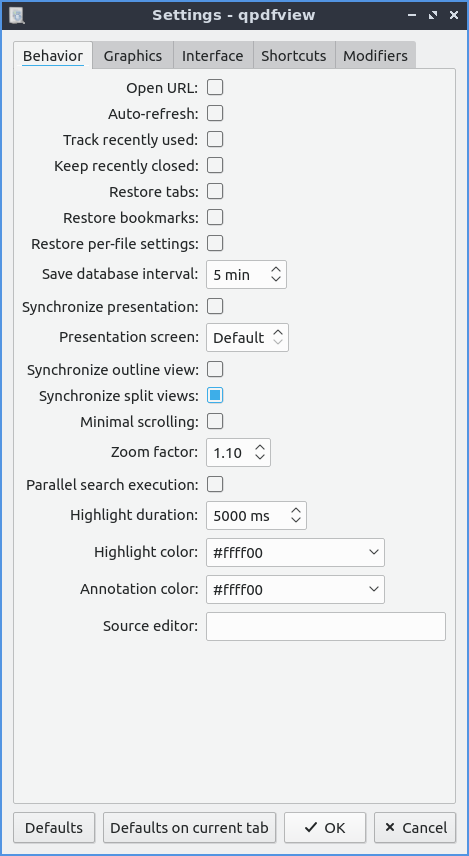 Settings - qpdfview
Behavior Graphics Interface Shortcuts Modifiers
Open URL:
Auto-refresh:
Track recently used:
Keep recently closed:
Restore tabs:
Restore bookmarks:
Restore per-file settings:
Save database interval: 5 min
Synchronize presentation:
Presentation screen: Default
Synchronize outline view:
Synchronize split views:
Minimal scrolling:
Zoom factor: 1.10
Parallel search execution:
Highlight duration: 5000 ms
Highlight color: #ffff00
Annotation color: #ffff00
Source editor:
Defaults Defaults on current tab OK Cancel